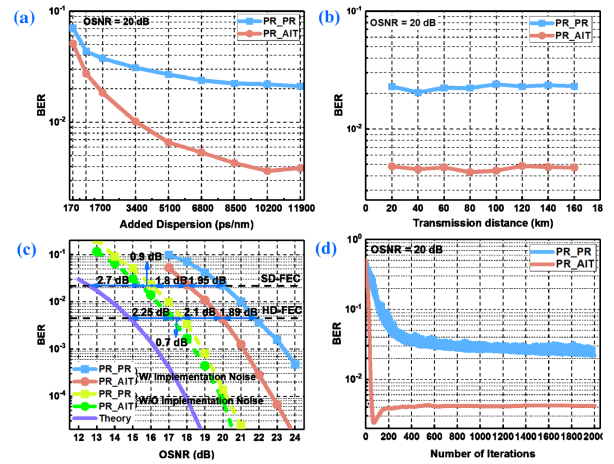 (a)
OSNR = 20 dB
PR_PR
PR_AIT
BER
10^-1
10^-2
170 1700 3400 5100 6800 8500 10200 11900
Added Dispersion (ps/nm)
(b)
OSNR = 20 dB
PR_PR
PR_AIT
BER
10^-1
10^-2
0 20 40 60 80 100 120 140 160 180
Transmission distance (km)
(c)
0.9 dB
2.7 dB
1.8 dB
1.95 dB
SD-FEC
2.25 dB
2.1 dB
1.89 dB
HD-FEC
0.7 dB
PR_PR
PR_AIT
W/ Implementation Noise
PR_PR
PR_AIT
W/O Implementation Noise
Theory
BER
10^-1
10^-2
10^-3
10^-4
12 13 14 15 16 17 18 19 20 21 22 23 24
OSNR (dB)
(d)
OSNR = 20 dB
PR_PR
PR_AIT
BER
10^0
10^-1
10^-2
10^-3
0 200 400 600 800 1000 1200 1400 1600 1800 2000
Number of Iterations